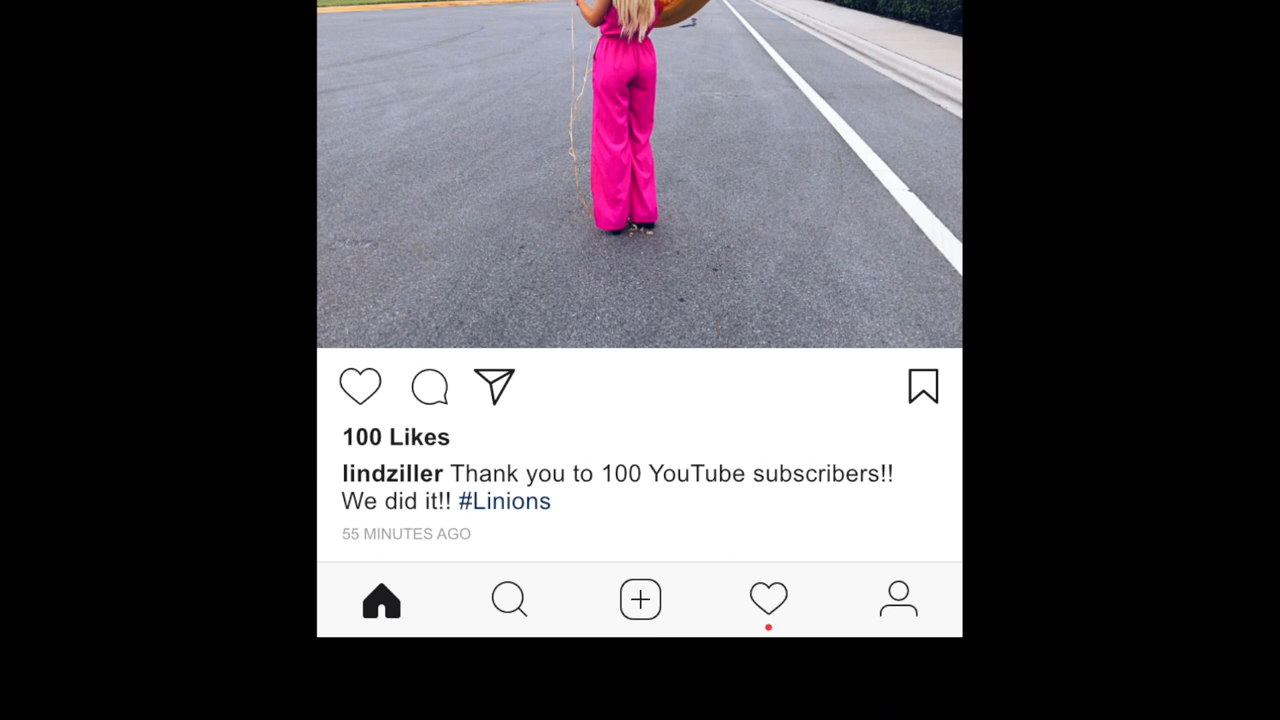 100 Likes
lindziller Thank you to 100 YouTube subscribers!!
We did it!! #Linions
55 MINUTES AGO